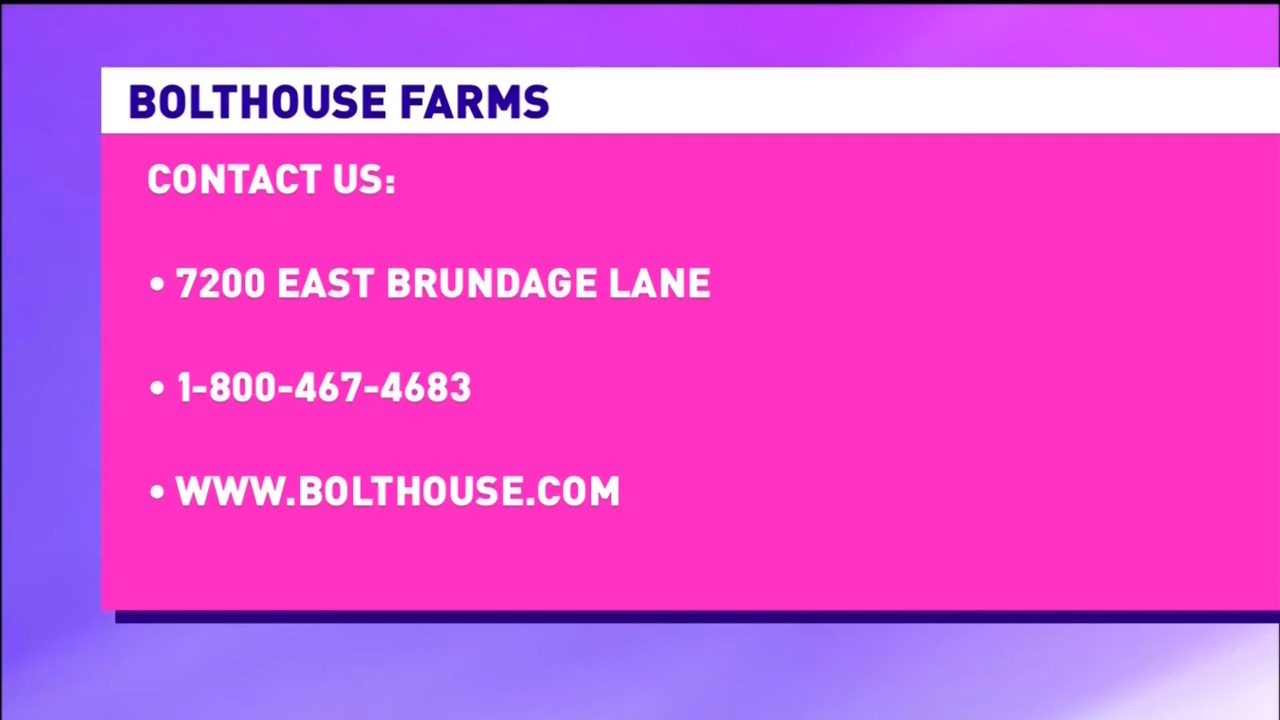 BOLTHOUSE FARMS
CONTACT US:
• 7200 EAST BRUNDAGE LANE
• 1-800-467-4683
• WWW.BOLTHOUSE.COM